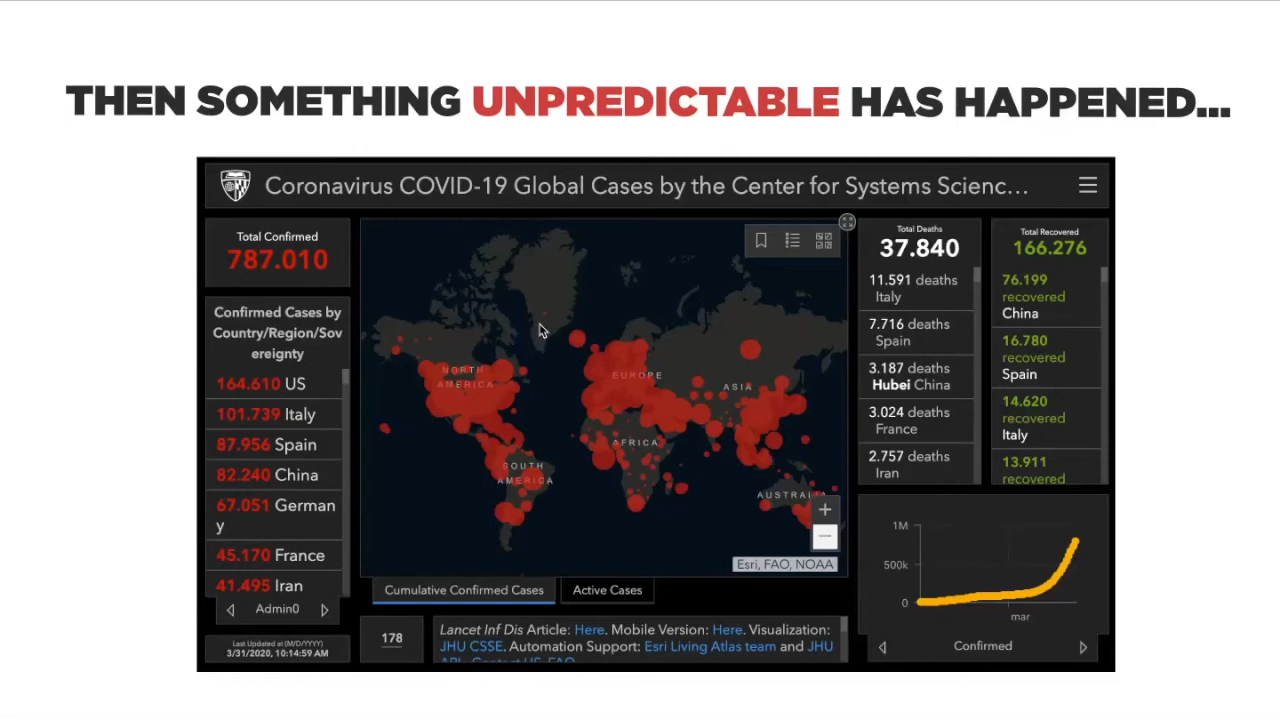 THEN SOMETHING UNPREDICTABLE HAS HAPPENED...
Coronavirus COVID-19 Global Cases by the Center for Systems Scienc...
Total Confirmed
787.010
Confirmed Cases by
Country/Region/Sov
ereignty
164.610 US
101.739 Italy
87.956 Spain
82.240 China
67.051 German
y
45.170 France
41.495 Iran
Admin0
Last Updated at (M/D/YYYY)
3/31/2020, 10:14:59 AM
NORTH
AMERICA
EUROPE
ASIA
AFRICA
SOUTH
AMERICA
AUSTRALIA
+
−
Esri, FAO, NOAA
Cumulative Confirmed Cases
Active Cases
178
Lancet Inf Dis Article: Here. Mobile Version: Here. Visualization:
JHU CSSE. Automation Support: Esri Living Atlas team and JHU
APL. Contact US. FAQ.
Total Deaths
37.840
11.591 deaths
Italy
7.716 deaths
Spain
3.187 deaths
Hubei China
3.024 deaths
France
2.757 deaths
Iran
Total Recovered
166.276
76.199
recovered
China
16.780
recovered
Spain
14.620
recovered
Italy
13.911
recovered
1M
500k
0
mar
Confirmed